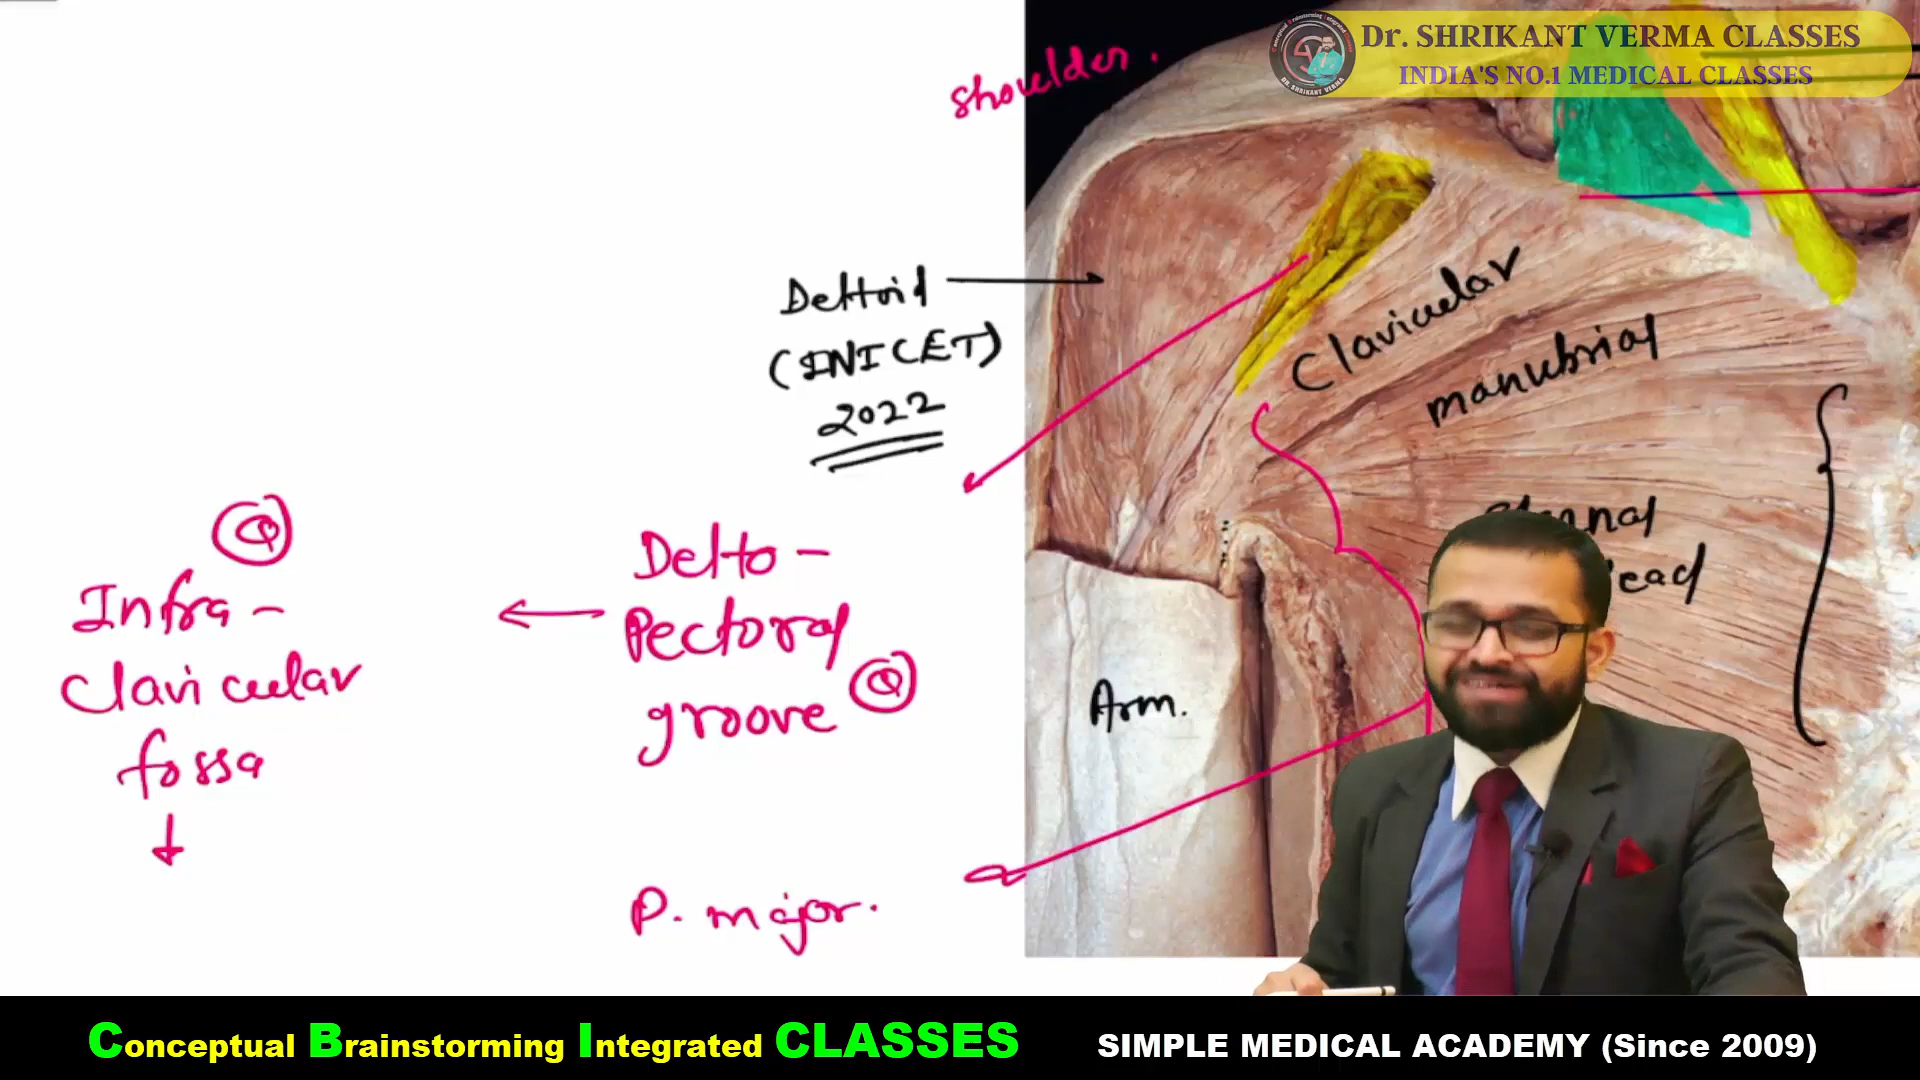 Dr. SHRIKANT VERMA CLASSES
INDIA'S NO.1 MEDICAL CLASSES
shoulder.
Deltoid
(INICET)
2022
Clavicular
manubrial
Q
Infra-
clavicular
fossa
Delto-
Pectoral
groove Q
Arm.
P. major.
Conceptual Brainstorming Integrated CLASSES
SIMPLE MEDICAL ACADEMY (Since 2009)